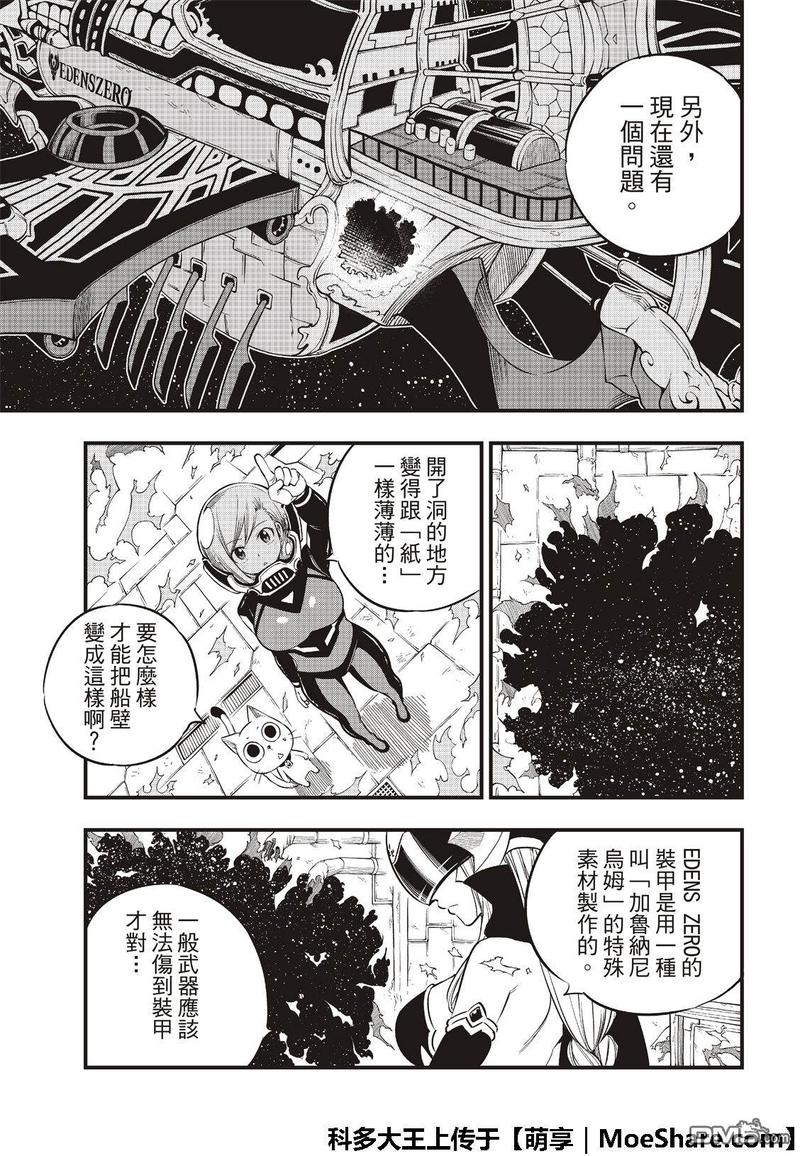 另外，
現在還有
一個問題。
EDENSZERO
開了洞的地方
變得跟「紙」
一樣薄薄的…
要怎麼樣
才能把船壁
變成這樣啊？
EDENS ZERO的
裝甲是用一種
叫「加魯納尼
烏姆」的特殊
素材製作的。
一般武器應該
無法傷到裝甲
才對…
科多大王上传于【萌享｜MoeShare.com】